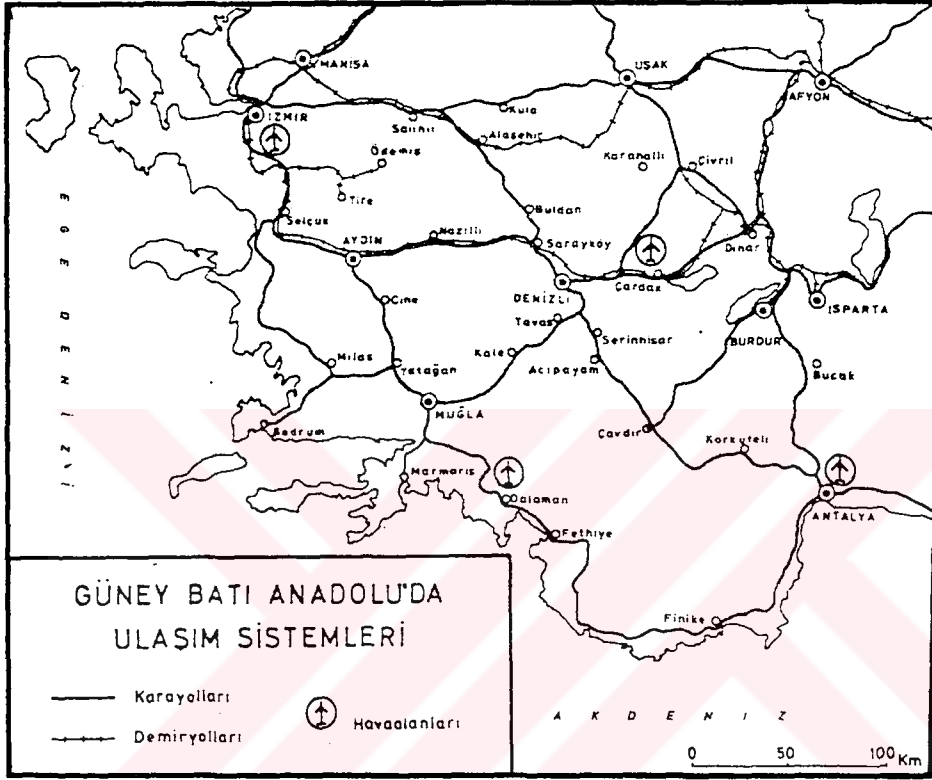 MANİSA
UŞAK
AFYON
İZMİR
Salihli
Kula
Alaşehir
Ödemiş
Karahallı
Çivril
Tire
Selçuk
Buldan
AYDIN
Nazilli
Sarayköy
Dinar
Çardak
DENİZLİ
Çine
Tavas
ISPARTA
BURDUR
Serinhisar
Milas
Yatağan
Kale
Acıpayam
Bucak
MUĞLA
Bodrum
Çavdır
Korkuteli
Marmaris
Dalaman
ANTALYA
Fethiye
Finike
EGE DENİZİ
AKDENİZ
GÜNEY BATI ANADOLU'DA
ULAŞIM SİSTEMLERİ
Karayolları
Demiryolları
Havaalanları
0 50 100 Km